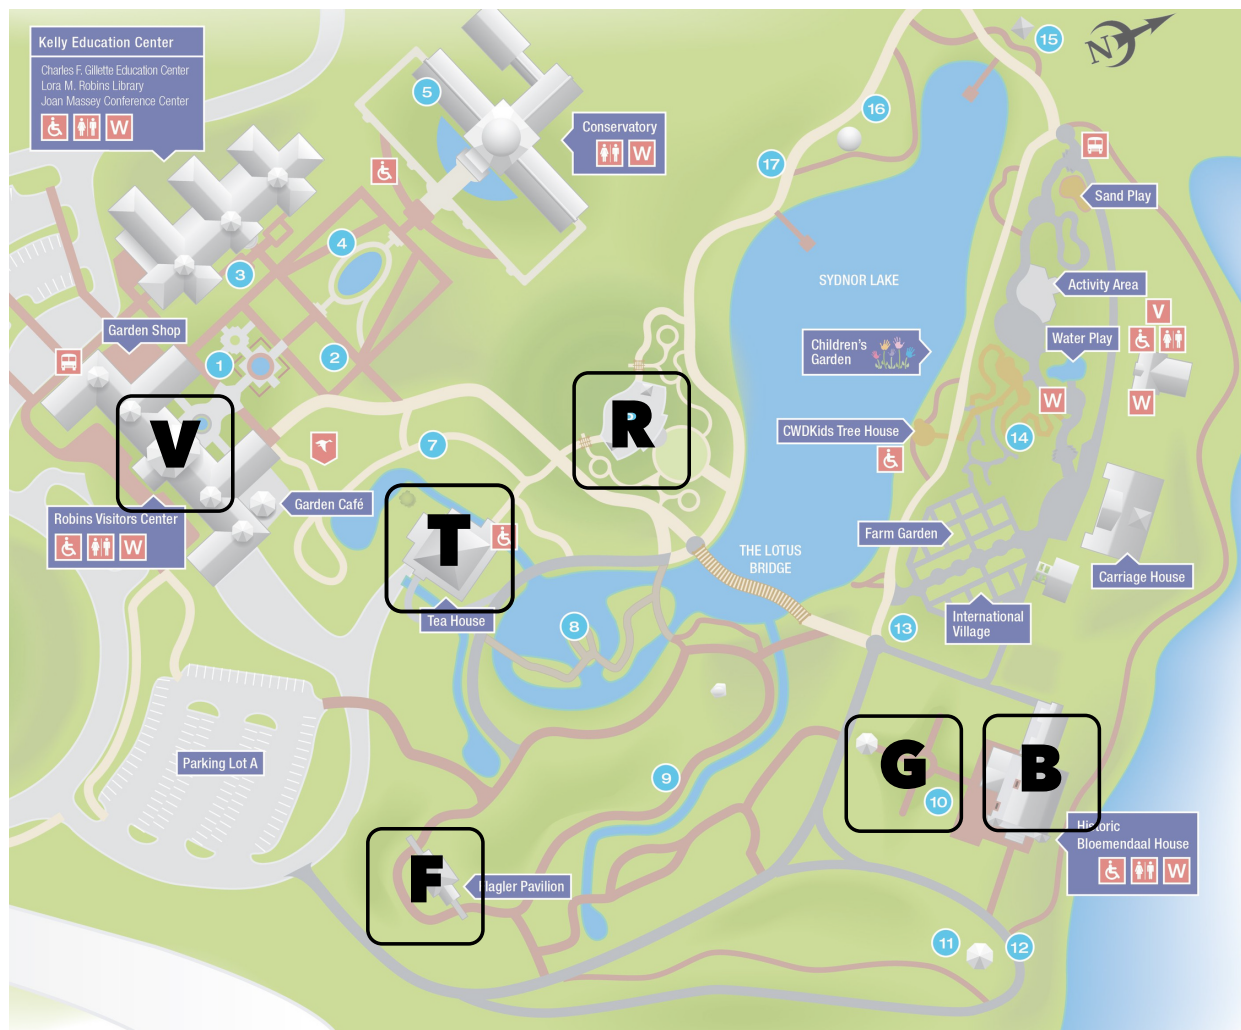 Kelly Education Center
Charles F. Gillette Education Center
Lora M. Robins Library
Joan Massey Conference Center
W
5
Conservatory
W
15
N
16
17
Sand Play
4
3
SYDNOR LAKE
Activity Area
V
Garden Shop
Children's
Garden
Water Play
1
2
W
W
R
V
7
CWDKids Tree House
14
Garden Café
Robins Visitors Center
W
T
Farm Garden
THE LOTUS
BRIDGE
Carriage House
Tea House
8
International
Village
13
Parking Lot A
9
G
B
10
Historic
Bloemendaal House
W
F
Nagler Pavilion
11
12